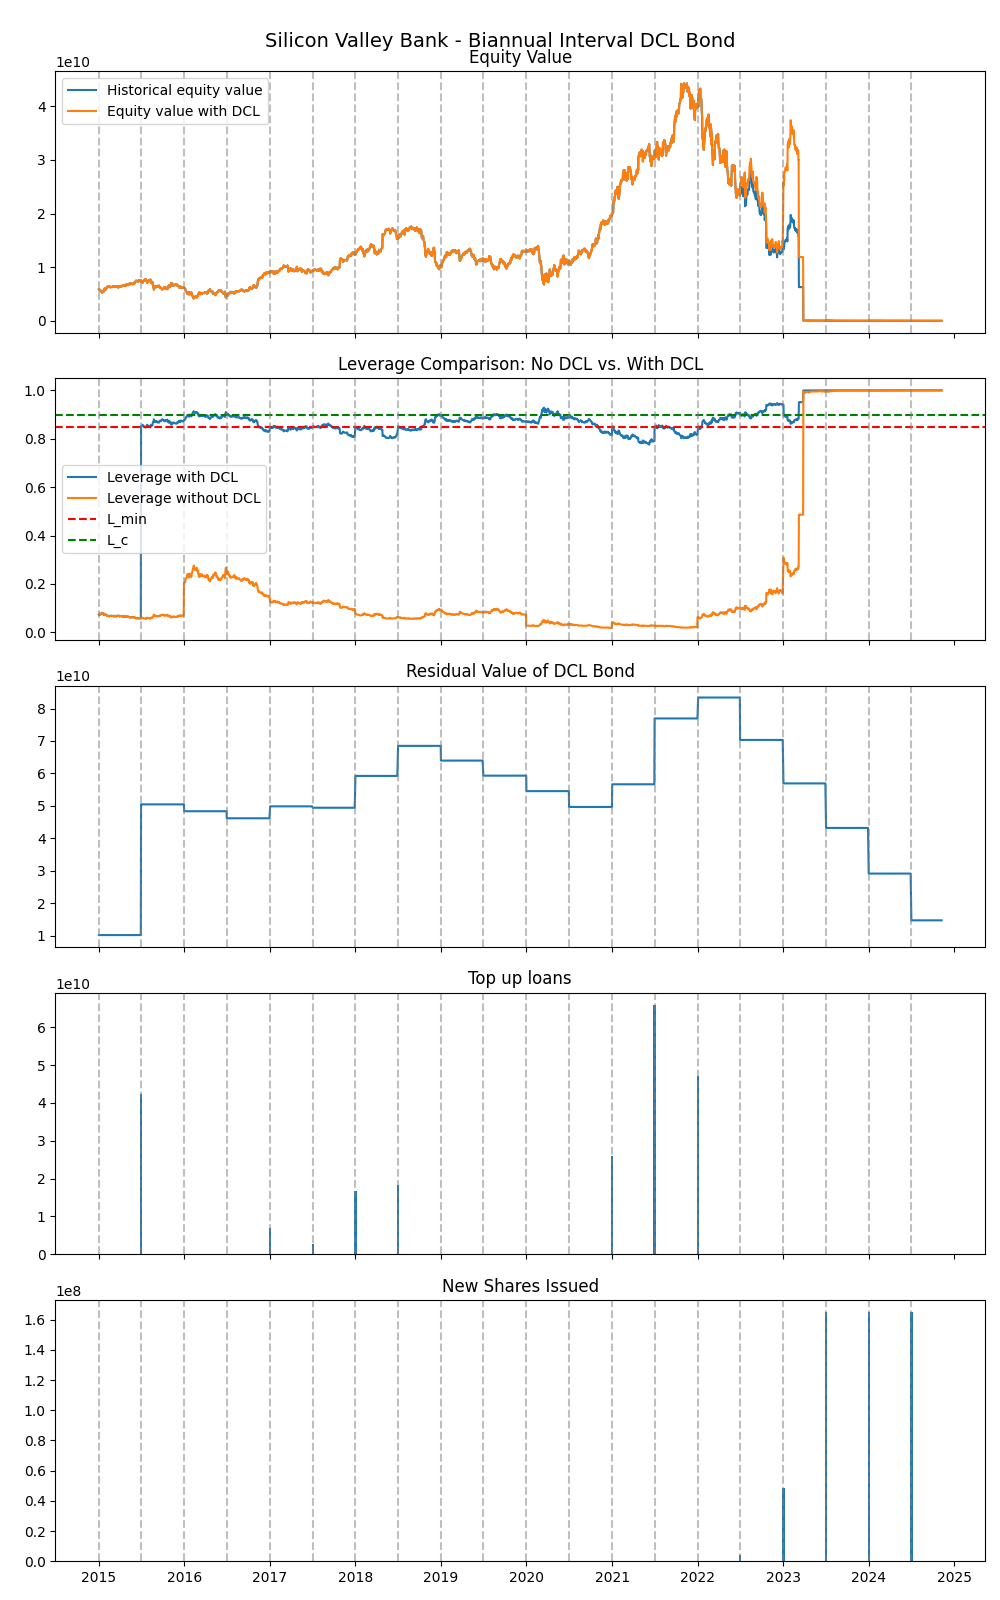 Silicon Valley Bank - Biannual Interval DCL Bond
Equity Value
1e10
Historical equity value
Equity value with DCL
4
3
2
1
0
Leverage Comparison: No DCL vs. With DCL
1.0
0.8
0.6
0.4
0.2
0.0
Leverage with DCL
Leverage without DCL
L_min
L_c
Residual Value of DCL Bond
1e10
8
7
6
5
4
3
2
1
Top up loans
1e10
6
5
4
3
2
1
0
New Shares Issued
1e8
1.6
1.4
1.2
1.0
0.8
0.6
0.4
0.2
0.0
2015 2016 2017 2018 2019 2020 2021 2022 2023 2024 2025